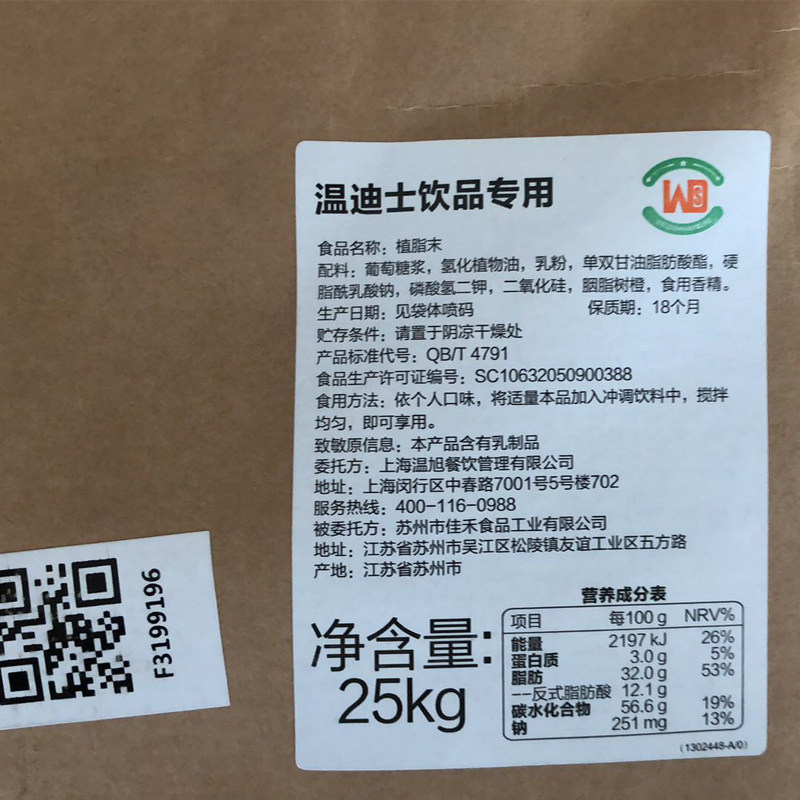 温迪士饮品专用
食品名称：植脂末
配料：葡萄糖浆，氢化植物油，乳粉，单双甘油脂肪酸酯，硬
脂酰乳酸钠，磷酸氢二钾，二氧化硅，胭脂树橙，食用香精。
生产日期：见袋体喷码 保质期：18个月
贮存条件：请置于阴凉干燥处
产品标准代号：QB/T 4791
食品生产许可证编号：SC10632050900388
食用方法：依个人口味，将适量本品加入冲调饮料中，搅拌
均匀，即可享用。
致敏原信息：本产品含有乳制品
委托方：上海温旭餐饮管理有限公司
地址：上海闵行区中春路7001号5号楼702
服务热线：400-116-0988
被委托方：苏州市佳禾食品工业有限公司
地址：江苏省苏州市吴江区松陵镇友谊工业区五方路
产地：江苏省苏州市
净含量：
25kg
营养成分表
项目 每100 g NRV%
能量 2197 kJ 26%
蛋白质 3.0 g 5%
脂肪 32.0 g 53%
--反式脂肪酸 12.1 g
碳水化合物 56.6 g 19%
钠 251 mg 13%
(1302448-A/0)
F3199196